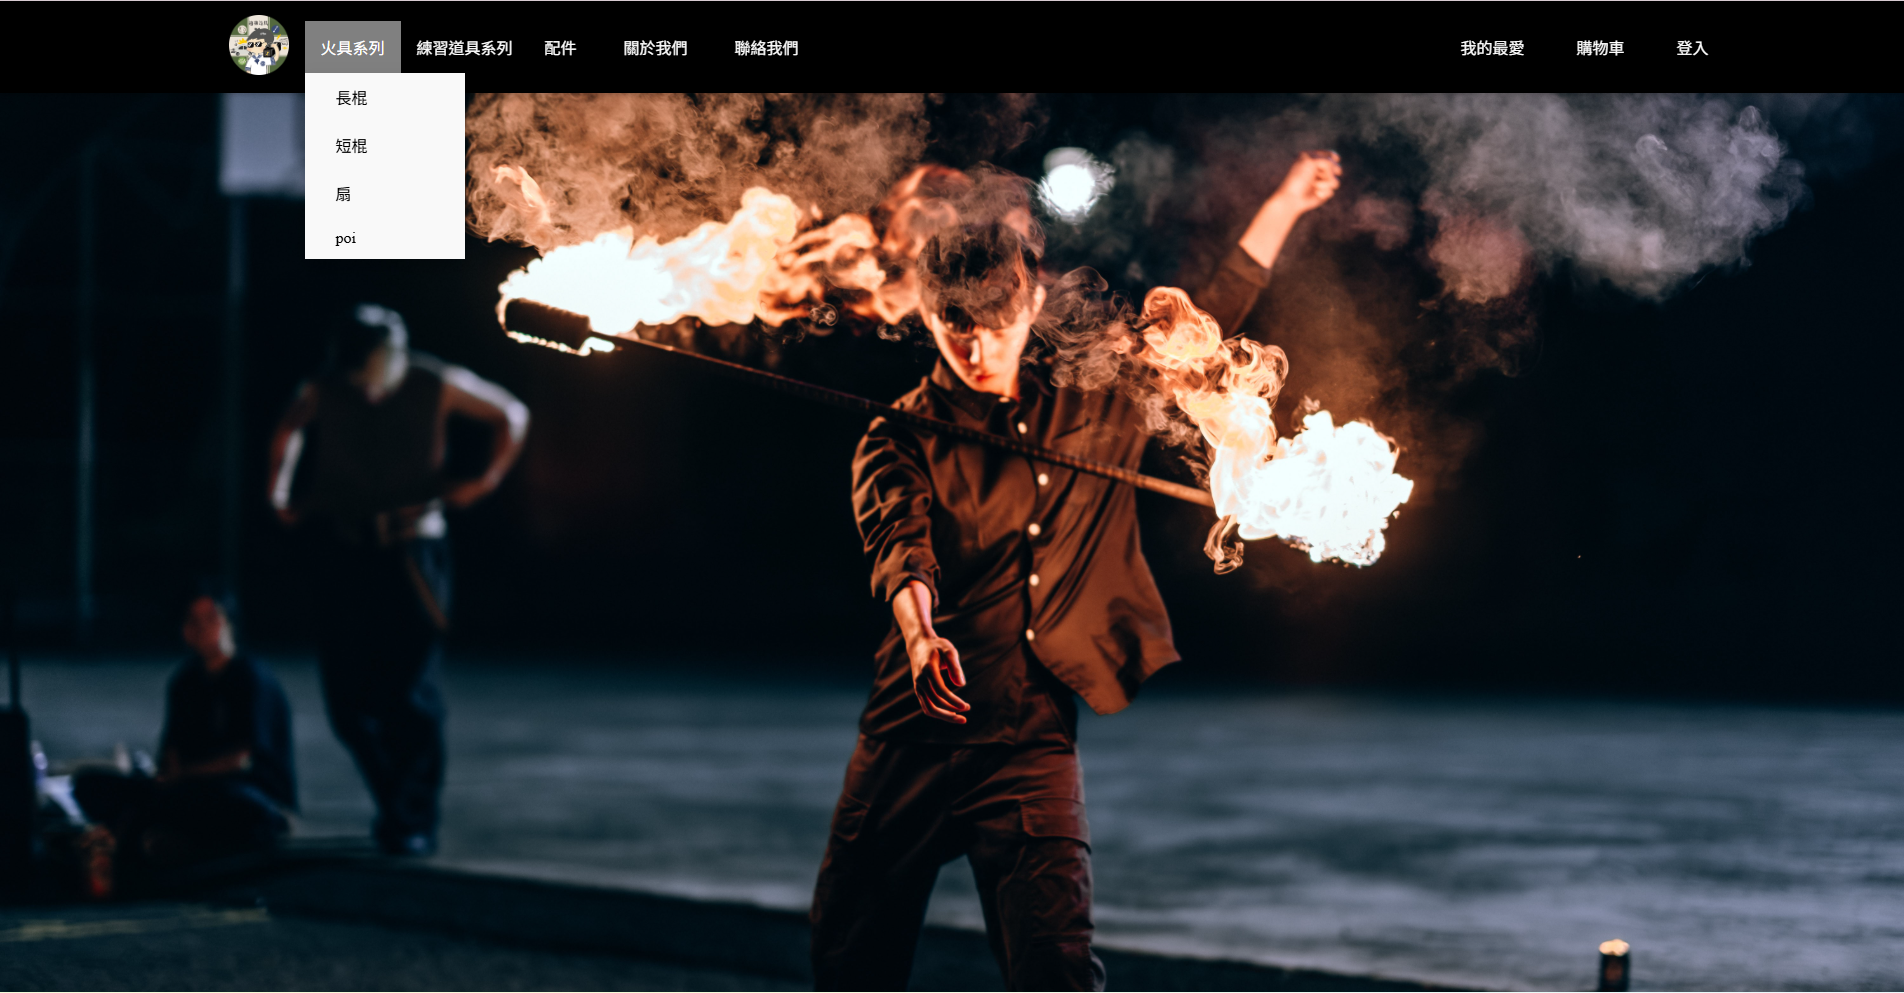 火具系列 練習道具系列 配件 關於我們 聯絡我們 我的最愛 購物車 登入
長棍
短棍
扇
poi